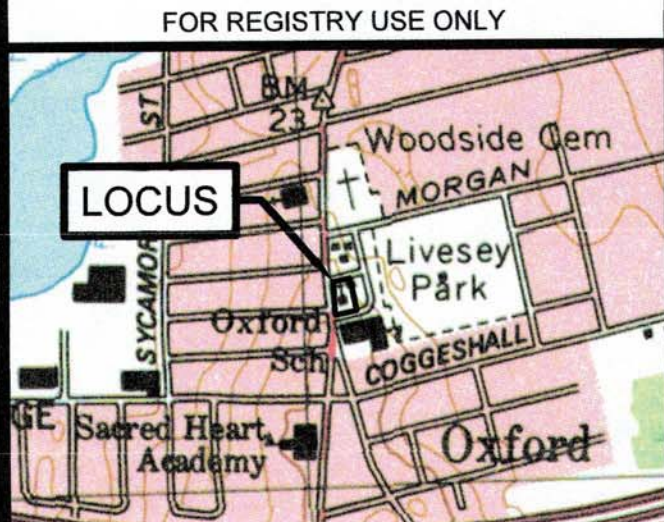 FOR REGISTRY USE ONLY
BM
23
ST
Woodside Cem
MORGAN
LOCUS
SYCAMOR
Livesey
Park
Oxford
Sch
COGGESHALL
GE
Sacred Heart
Academy
Oxford